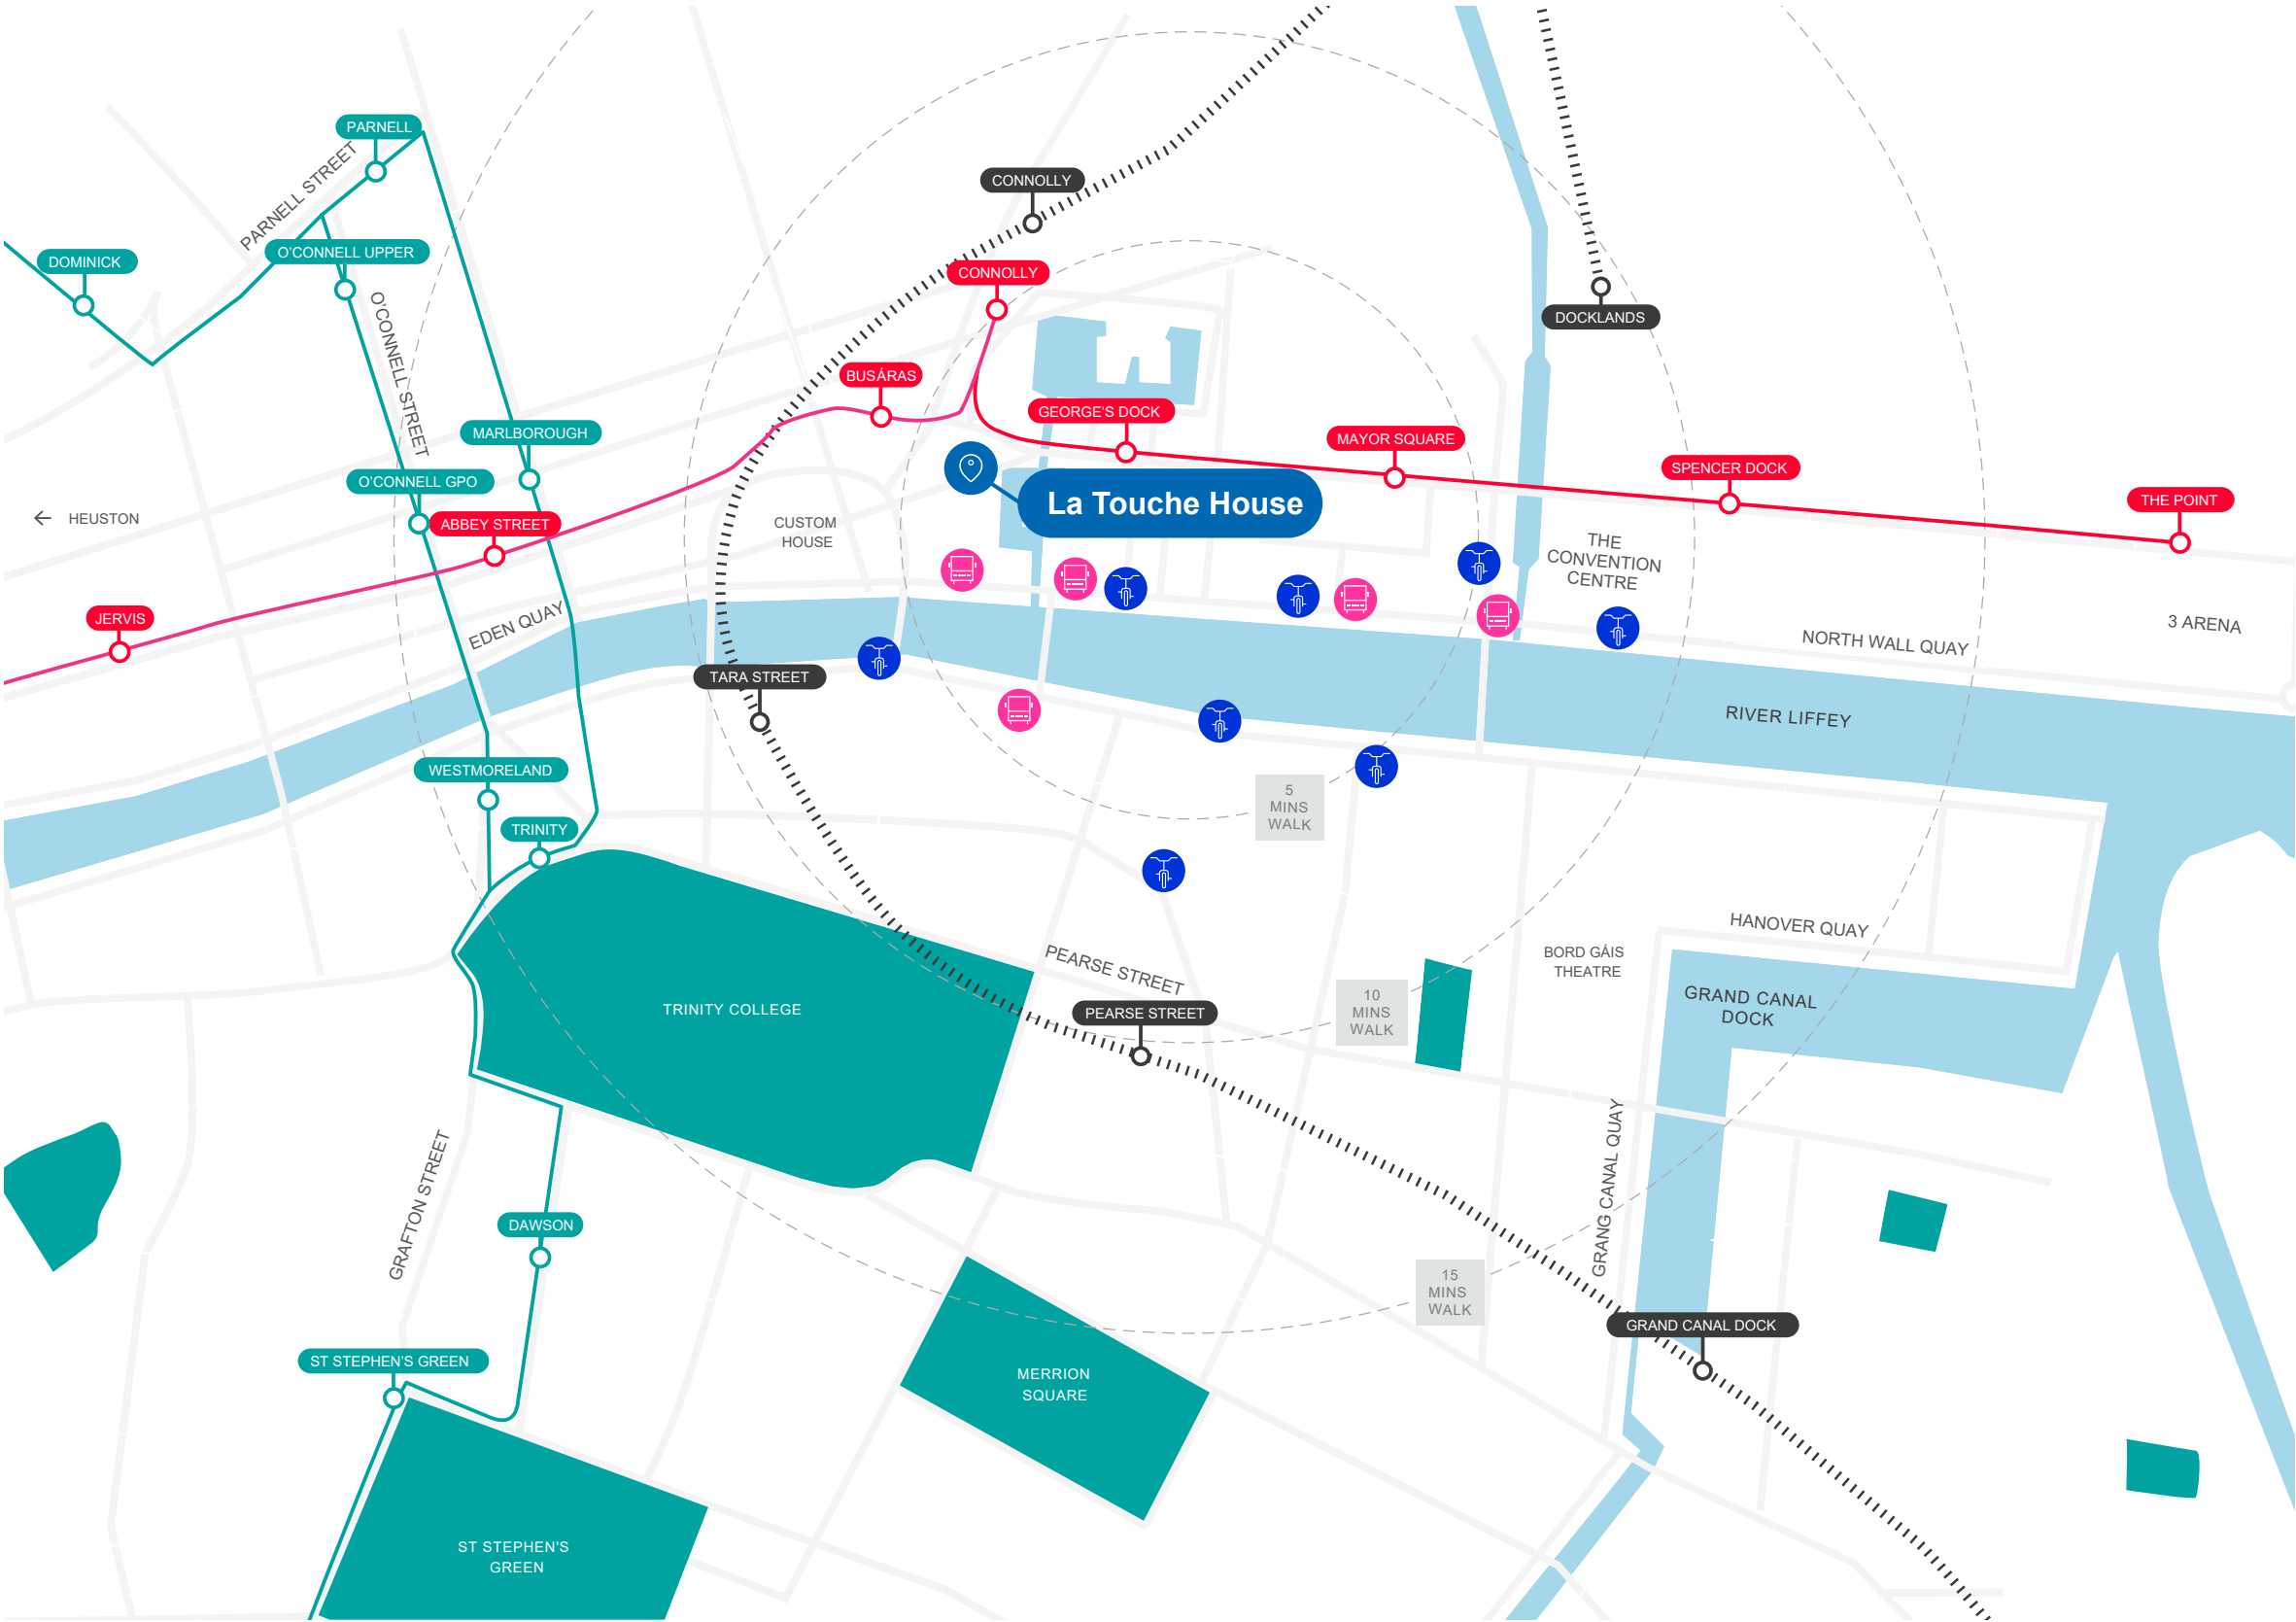 PARNELL
PARNELL STREET
CONNOLLY
O'CONNELL UPPER
DOMINICK
CONNOLLY
DOCKLANDS
O'CONNELL STREET
BUSÁRAS
GEORGE'S DOCK
MARLBOROUGH
MAYOR SQUARE
SPENCER DOCK
O'CONNELL GPO
THE POINT
La Touche House
HEUSTON
ABBEY STREET
CUSTOM
HOUSE
THE
CONVENTION
CENTRE
JERVIS
EDEN QUAY
3 ARENA
NORTH WALL QUAY
TARA STREET
RIVER LIFFEY
WESTMORELAND
5
MINS
WALK
TRINITY
HANOVER QUAY
BORD GÁIS
THEATRE
PEARSE STREET
TRINITY COLLEGE
GRAND CANAL
DOCK
10
MINS
WALK
PEARSE STREET
GRANG CANAL QUAY
GRAFTON STREET
DAWSON
15
MINS
WALK
GRAND CANAL DOCK
ST STEPHEN'S GREEN
MERRION
SQUARE
ST STEPHEN'S
GREEN